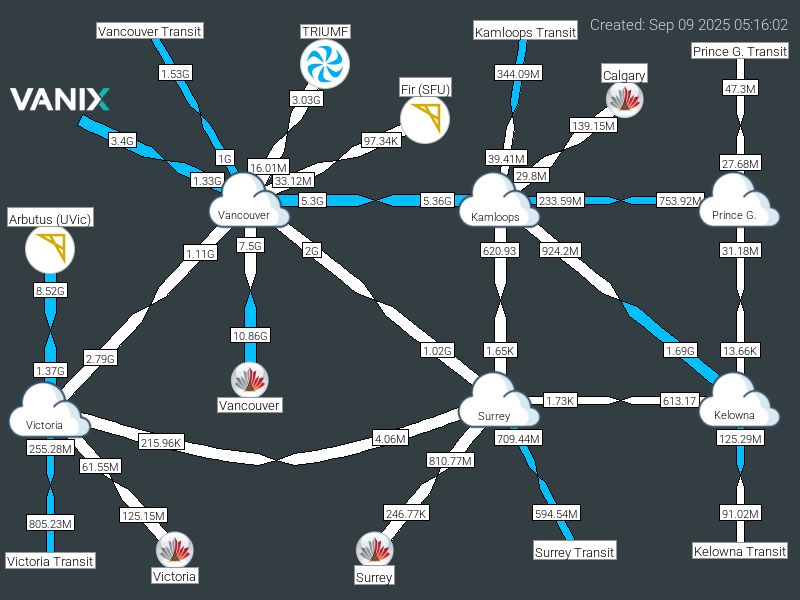 Created: Sep 09 2025 05:16:02
Vancouver Transit
TRIUMF
Kamloops Transit
Prince G. Transit
1.53G
344.09M
Calgary
47.3M
VANIX
3.03G
Fir (SFU)
139.15M
3.4G
97.34K
1G
16.01M
39.41M
27.68M
1.33G
33.12M
29.8M
5.3G
5.36G
233.59M
753.92M
Vancouver
Kamloops
Prince G.
Arbutus (UVic)
1.11G
7.5G
2G
620.93
924.2M
31.18M
8.52G
10.86G
1.37G
2.79G
1.02G
1.65K
1.69G
13.66K
Vancouver
1.73K
613.17
Victoria
Surrey
Kelowna
255.28M
215.96K
4.06M
709.44M
125.29M
61.55M
810.77M
805.23M
125.15M
246.77K
594.54M
91.02M
Victoria Transit
Victoria
Surrey
Surrey Transit
Kelowna Transit